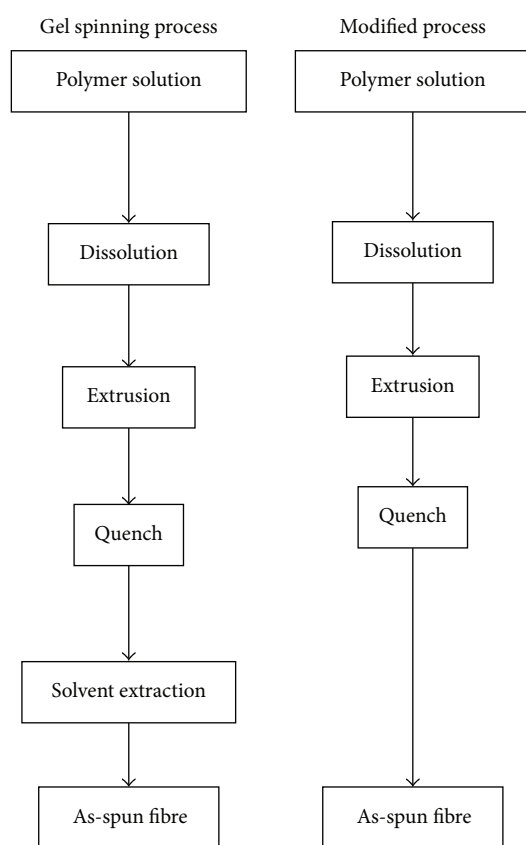 Gel spinning process
Polymer solution
Dissolution
Extrusion
Quench
Solvent extraction
As-spun fibre
Modified process
Polymer solution
Dissolution
Extrusion
Quench
As-spun fibre